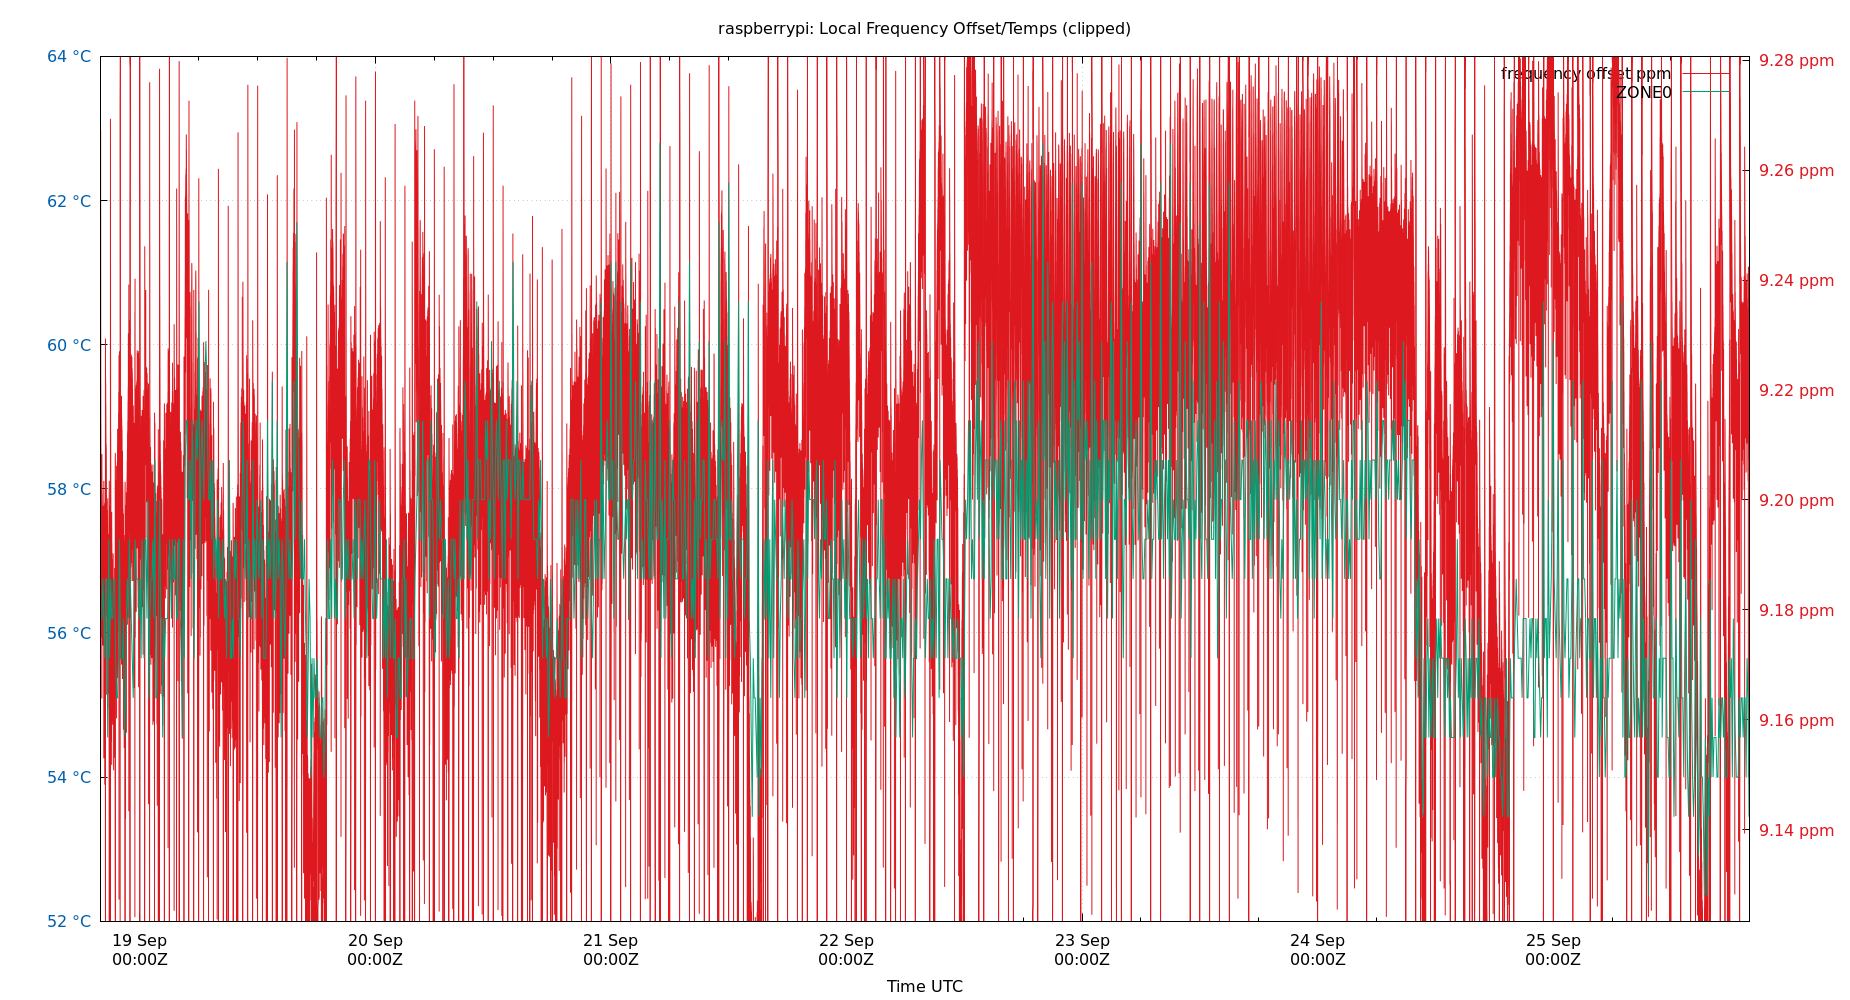 raspberrypi: Local Frequency Offset/Temps (clipped)
64 °C
62 °C
60 °C
58 °C
56 °C
54 °C
52 °C
9.28 ppm
9.26 ppm
9.24 ppm
9.22 ppm
9.20 ppm
9.18 ppm
9.16 ppm
9.14 ppm
frequency offset ppm
ZONE0
19 Sep
00:00Z
20 Sep
00:00Z
21 Sep
00:00Z
22 Sep
00:00Z
23 Sep
00:00Z
24 Sep
00:00Z
25 Sep
00:00Z
Time UTC